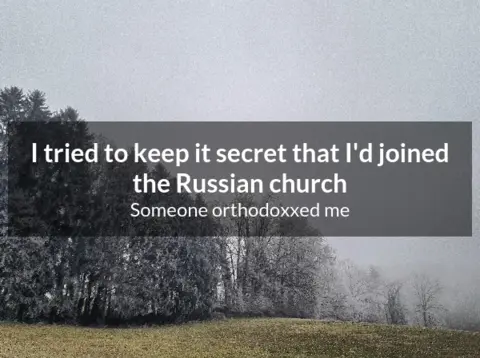 I tried to keep it secret that I'd joined
the Russian church
Someone orthodoxxed me